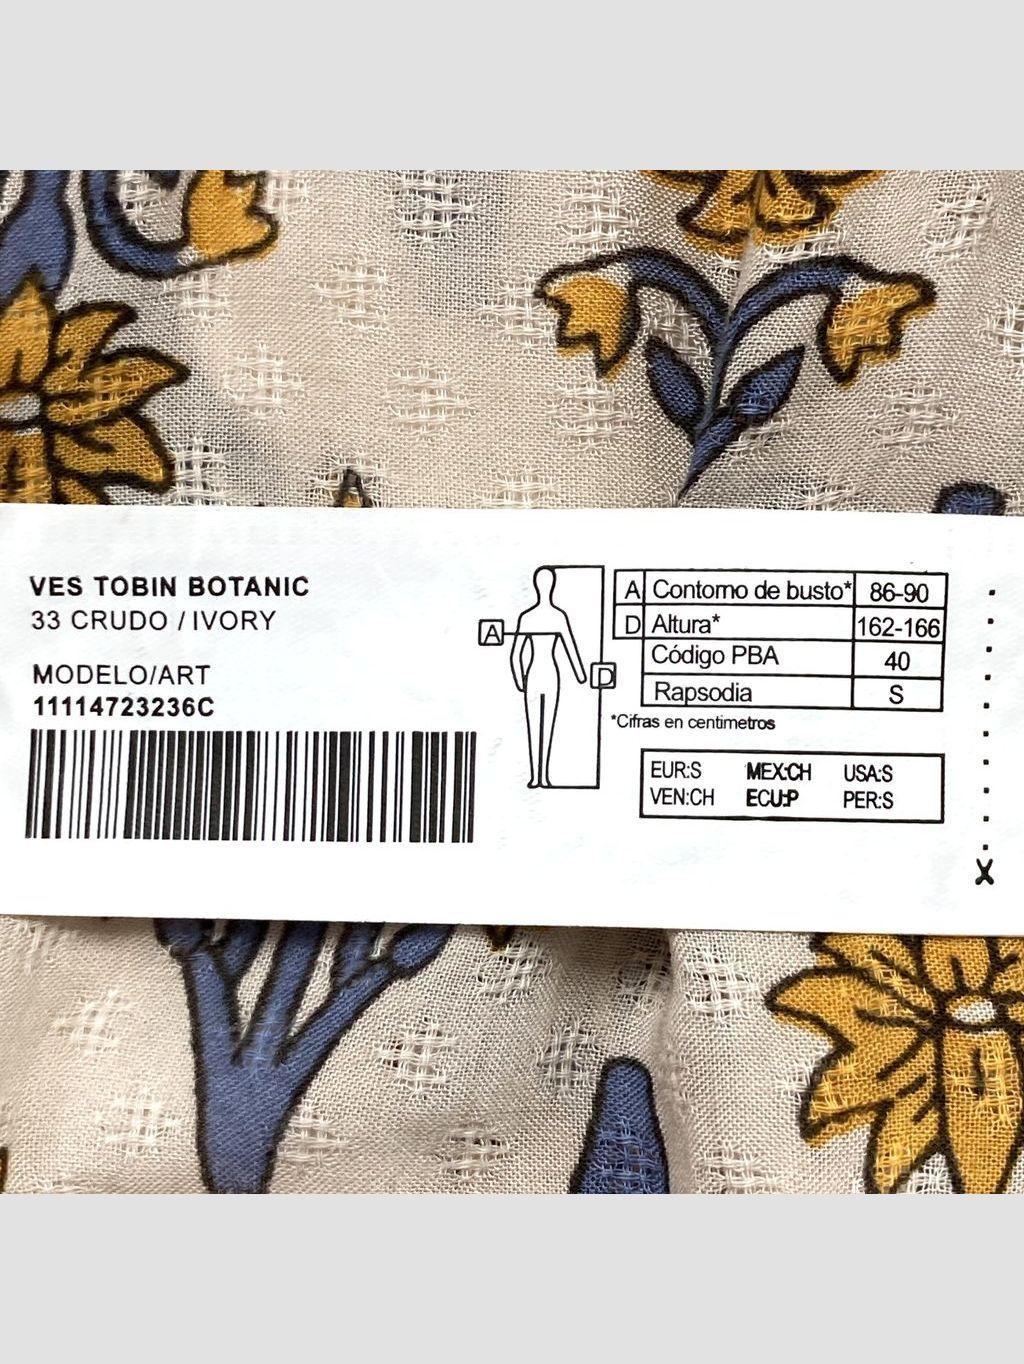 VES TOBIN BOTANIC
33 CRUDO / IVORY
MODELO/ART
11114723236C
A
D
A Contorno de busto* 86-90
D Altura* 162-166
Código PBA 40
Rapsodia S
*Cifras en centimetros
EUR:S MEX:CH USA:S
VEN:CH ECU:P PER:S
X